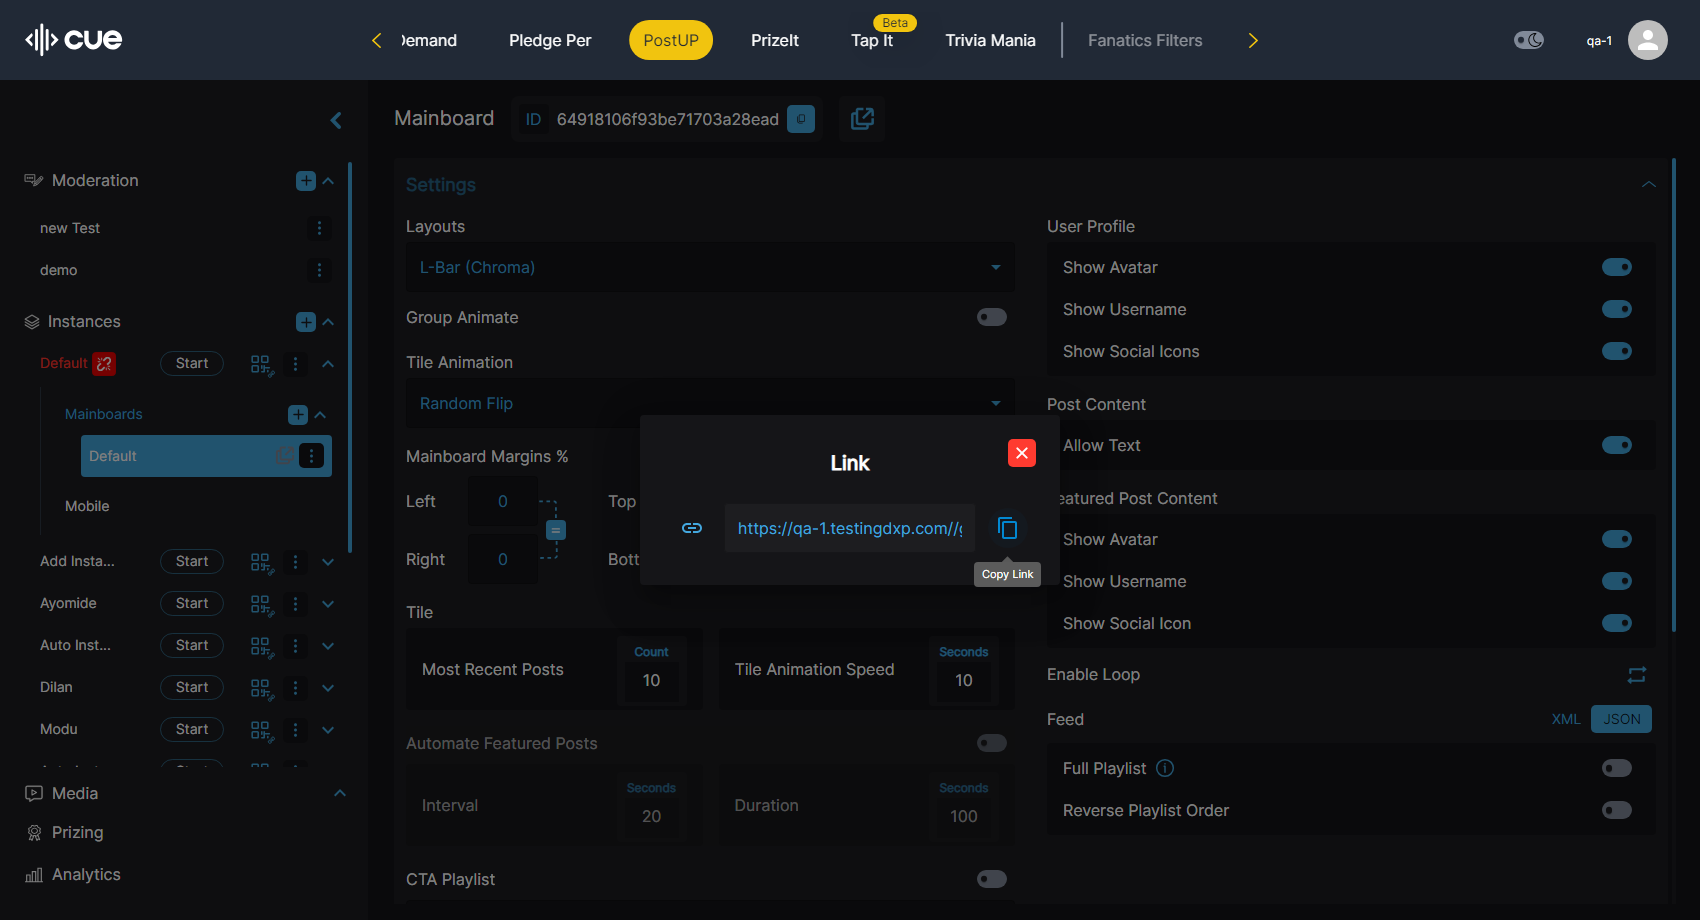 cue
Demand
Pledge Per
PostUP
PrizeIt
Beta
Tap It
Trivia Mania
Fanatics Filters
qa-1
Mainboard
ID
64918106f93be71703a28ead
Moderation
new Test
demo
Instances
Default
Start
Mainboards
Default
Mobile
Add Insta...
Start
Ayomide
Start
Auto Inst...
Start
Dilan
Start
Modu
Start
Media
Prizing
Analytics
Settings
Layouts
L-Bar (Chroma)
Group Animate
Tile Animation
Random Flip
Mainboard Margins %
Left
0
Top
=
Right
0
Bott
Tile
Most Recent Posts
Count
10
Tile Animation Speed
Seconds
10
Automate Featured Posts
Interval
Seconds
20
Duration
Seconds
100
CTA Playlist
User Profile
Show Avatar
Show Username
Show Social Icons
Post Content
Allow Text
eatured Post Content
Show Avatar
Show Username
Show Social Icon
Enable Loop
Feed
XML
JSON
Full Playlist
Reverse Playlist Order
Link
https://qa-1.testingdxp.com//g
Copy Link